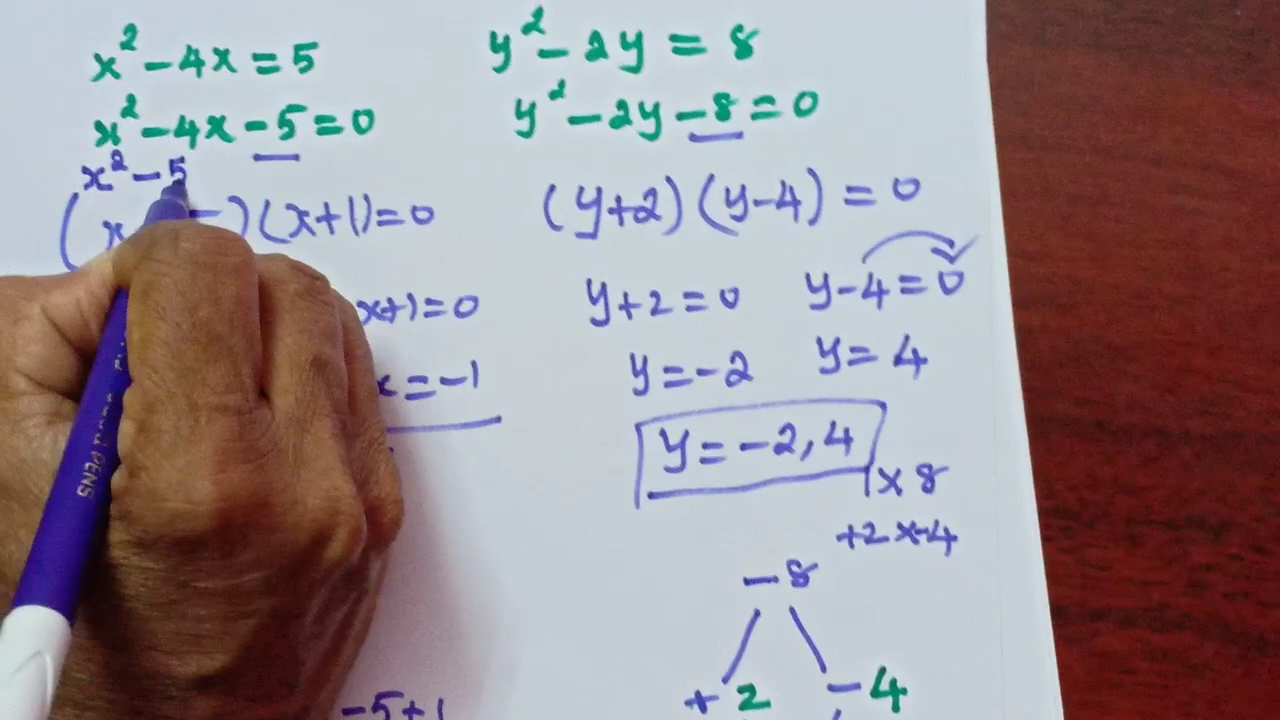 x² - 4x = 5
x² - 4x - 5 = 0
x² - 5
(x )(x+1) = 0
x+1 = 0
x = -1
-5+1
y² - 2y = 8
y² - 2y - 8 = 0
(y+2)(y-4) = 0
y+2 = 0 y-4 = 0
y = -2 y = 4
y = -2, 4
1 x 8
+2 x -4
-8
+2 -4